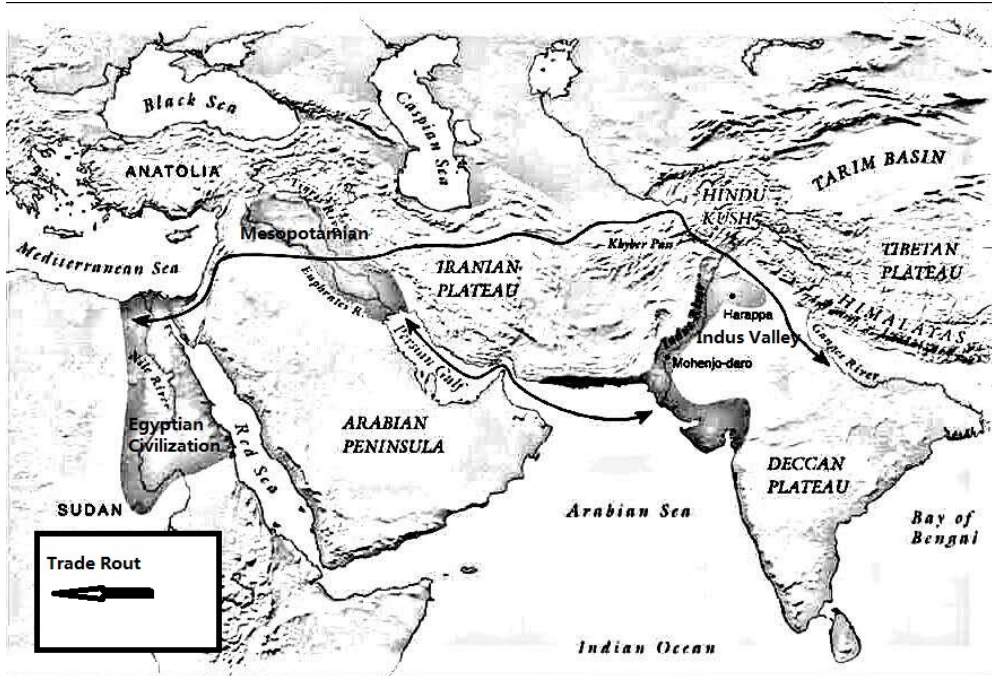 Black Sea
Caspian Sea
ANATOLIA
TARIM BASIN
HINDU
KUSH
Mesopotamian
Khyber Pass
TIBETAN
PLATEAU
Mediterranean Sea
IRANIAN
PLATEAU
Euphrates R.
HIMALAYAS
Harappa
Indus Valley
Indus River
Mohenjo-daro
Ganges River
Persian Gulf
Nile River
Egyptian
Civilization
Red Sea
ARABIAN
PENINSULA
DECCAN
PLATEAU
SUDAN
Arabian Sea
Bay of
Bengal
Trade Rout
Indian Ocean